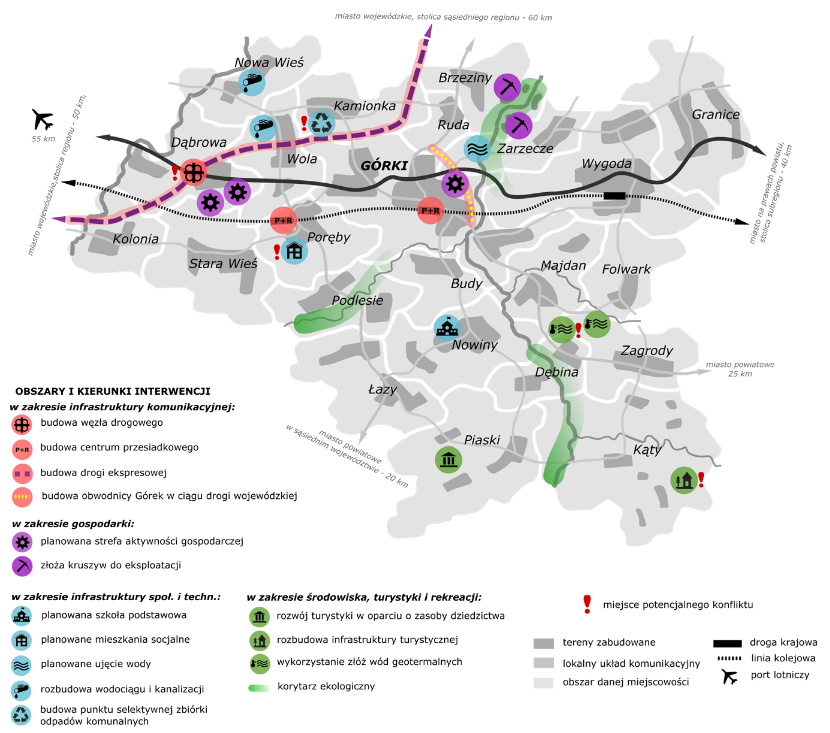 miasto wojewódzkie, stolica sąsiedniego regionu - 60 km
Nowa Wieś
Brzeziny
Kamionka
Granice
55 km
miasto wojewódzkie,stolica regionu - 50 km,
Dąbrowa
Ruda
Zarzecze
Wola
GÓRKI
Wygoda
miasto na prawach powiatu,
stolica subregionu - 40 km
P+R
P+R
Kolonia
Poręby
Stara Wieś
Majdan
Folwark
Budy
Podlesie
Nowiny
Zagrody
Dębina
miasto powiatowe
25 km
Łazy
miasto powiatowe
w sąsiednim województwie - 20 km
Piaski
Kąty
OBSZARY I KIERUNKI INTERWENCJI
w zakresie infrastruktury komunikacyjnej:
budowa węzła drogowego
P+R
budowa centrum przesiadkowego
budowa drogi ekspresowej
budowa obwodnicy Górek w ciągu drogi wojewódzkiej
w zakresie gospodarki:
planowana strefa aktywności gospodarczej
złoża kruszyw do eksploatacji
w zakresie infrastruktury społ. i techn.:
planowana szkoła podstawowa
planowane mieszkania socjalne
planowane ujęcie wody
rozbudowa wodociągu i kanalizacji
budowa punktu selektywnej zbiórki
odpadów komunalnych
w zakresie środowiska, turystyki i rekreacji:
rozwój turystyki w oparciu o zasoby dziedzictwa
rozbudowa infrastruktury turystycznej
wykorzystanie złóż wód geotermalnych
korytarz ekologiczny
miejsce potencjalnego konfliktu
tereny zabudowane
lokalny układ komunikacyjny
obszar danej miejscowości
droga krajowa
linia kolejowa
port lotniczy